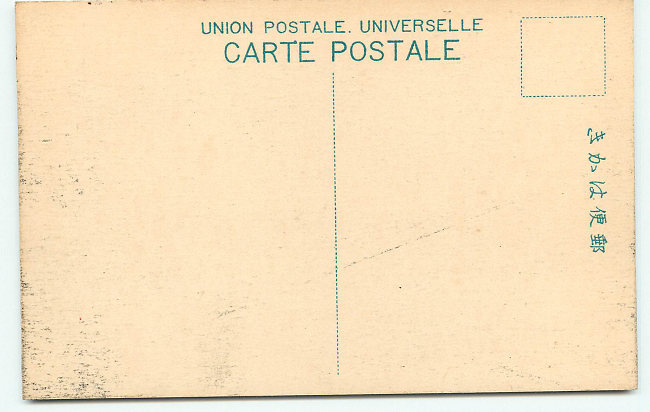 UNION POSTALE. UNIVERSELLE
CARTE POSTALE
郵便はかき